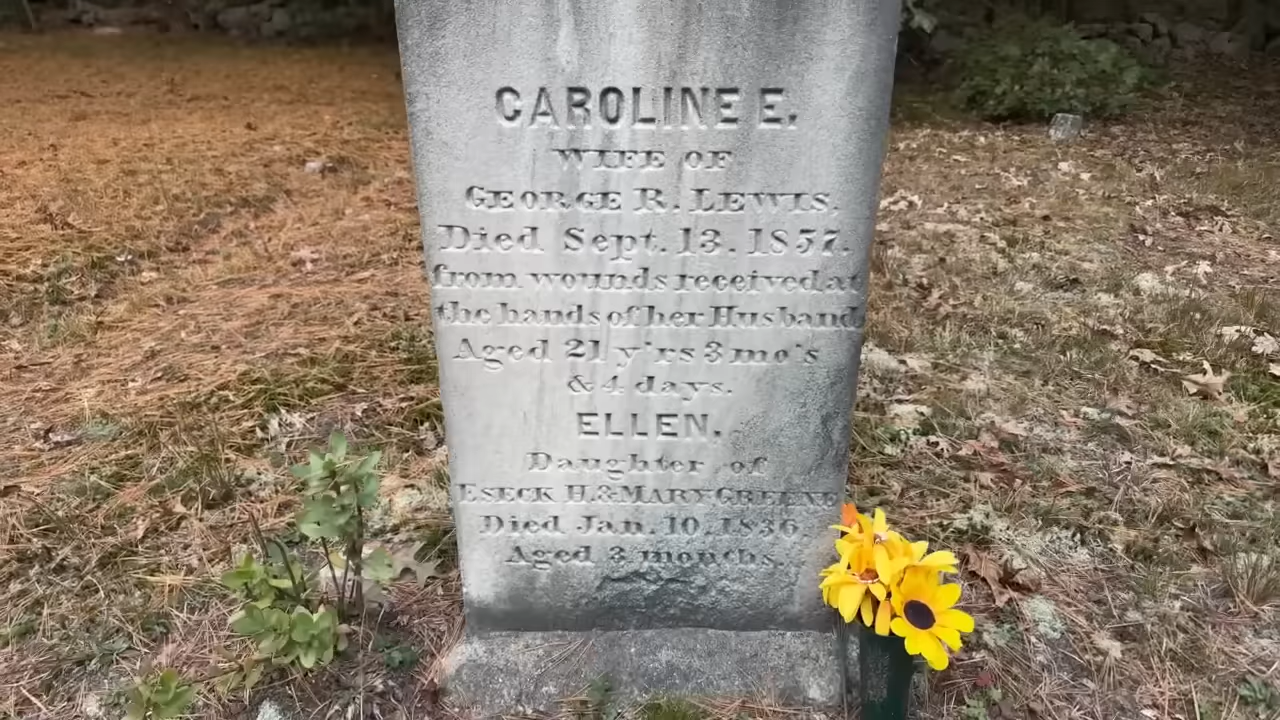 CAROLINE E.
WIFE OF
GEORGE R. LEWIS.
Died Sept. 13. 1857.
from wounds received at
the hands of her Husband
Aged 21 y'rs 3 mo's
& 4 days.
ELLEN.
Daughter of
ESECK H. & MARY GREENE
Died Jan. 10. 1836.
Aged 3 months.